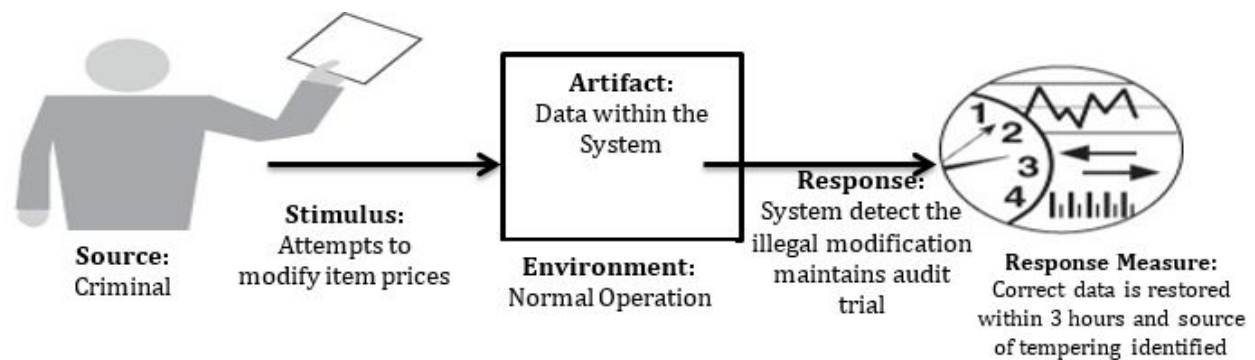 Source:
Criminal
Stimulus:
Attempts to
modify item prices
Artifact:
Data within the
System
Environment:
Normal Operation
Response:
System detect the
illegal modification
maintains audit
trial
1
2
3
4
Response Measure:
Correct data is restored
within 3 hours and source
of tempering identified